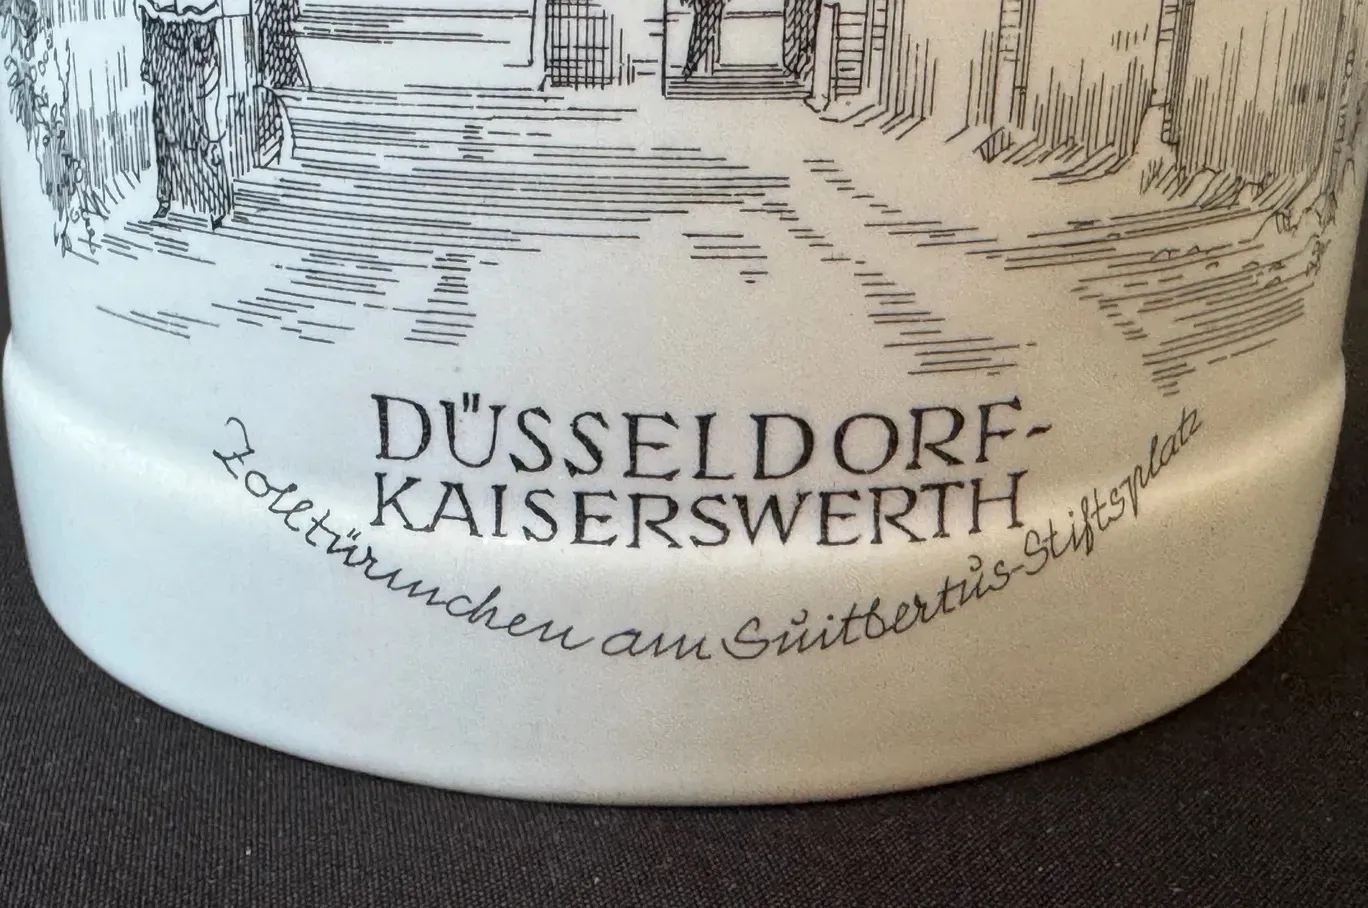 DÜSSELDORF-
KAISERSWERTH
Zolltürmchen am Suitbertus-Stiftsplatz